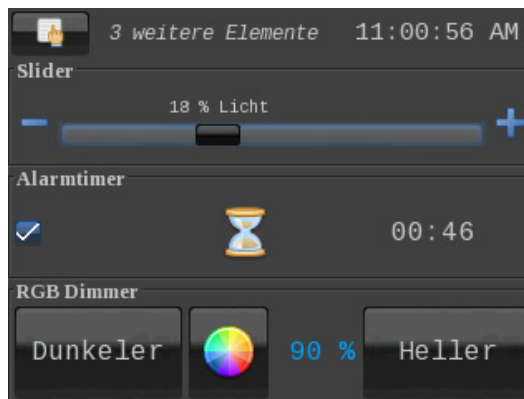 3 weitere Elemente 11:00:56 AM
Slider
18 % Licht
Alarmtimer
00:46
RGB Dimmer
Dunkeler 90 % Heller